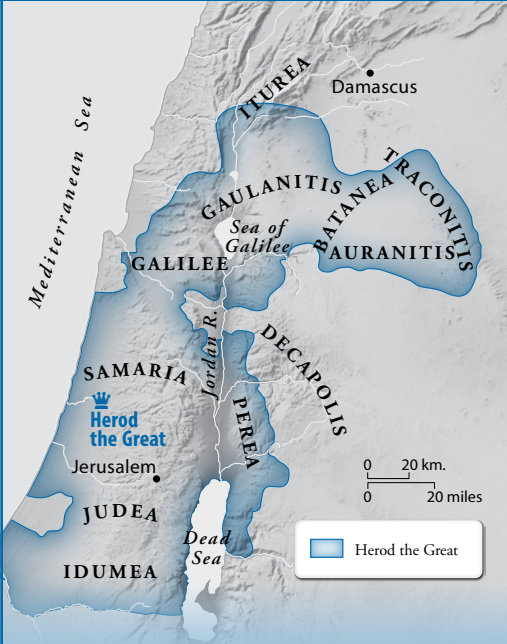 ITUREA
Damascus
Mediterranean Sea
TRACONITIS
GAULANITIS
BATANEA
Sea of
Galilee
AURANITIS
GALILEE
Jordan R.
DECAPOLIS
SAMARIA
Herod
the Great
PEREA
Jerusalem
0 20 km.
0 20 miles
JUDEA
Dead
Sea
Herod the Great
IDUMEA